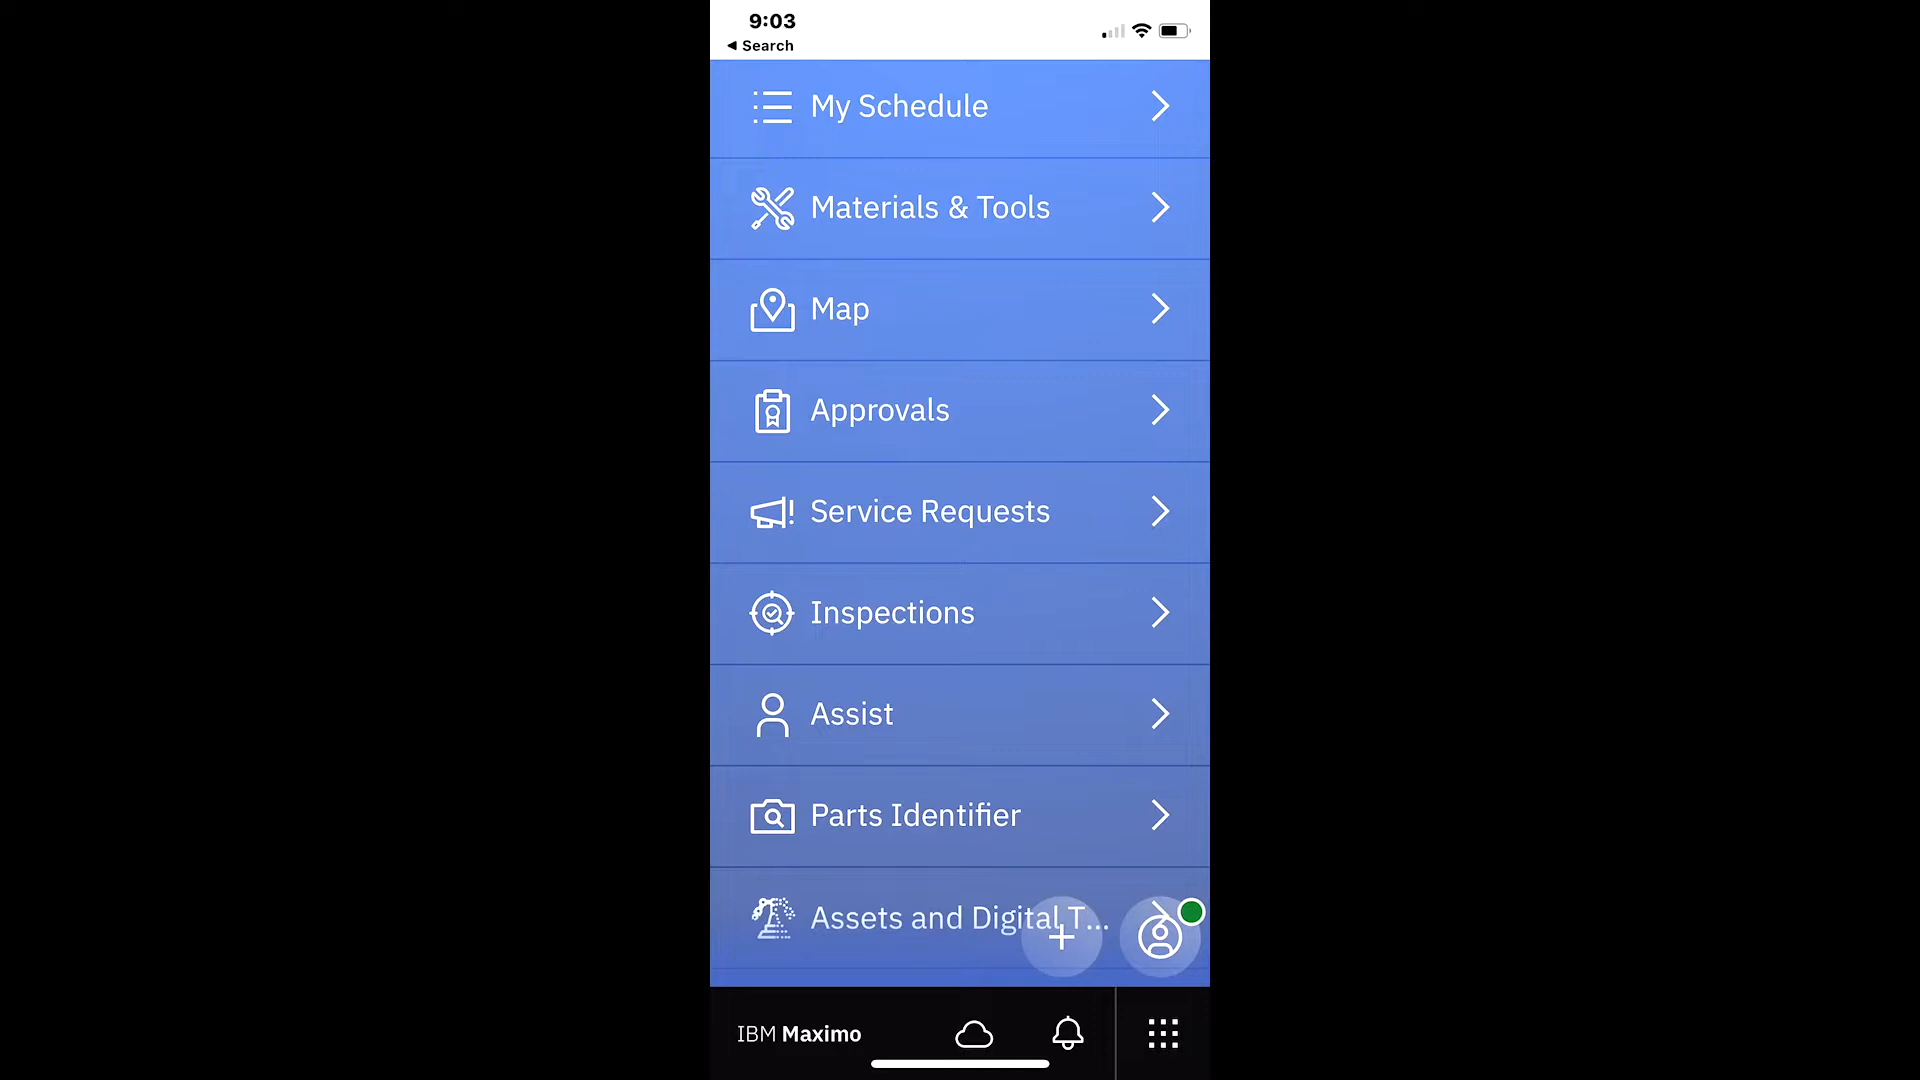 9:03
Search
My Schedule
Materials & Tools
Map
Approvals
Service Requests
Inspections
Assist
Parts Identifier
Assets and Digital T...
IBM Maximo